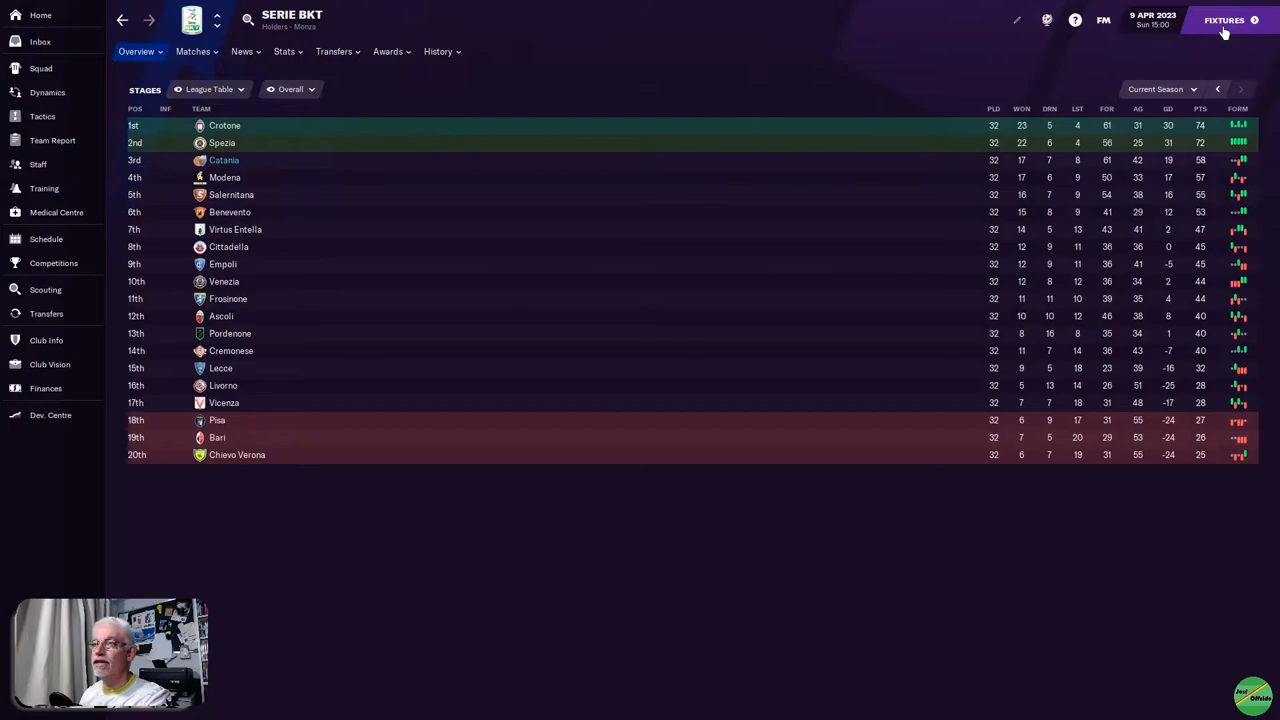 Home
Inbox
Squad
Dynamics
Tactics
Team Report
Staff
Training
Medical Centre
Schedule
Competitions
Scouting
Transfers
Club Info
Club Vision
Finances
Dev. Centre
SERIE BKT
Holders - Monza
? FM 9 APR 2023 FIXTURES
Sun 15:00
Overview Matches News Stats Transfers Awards History
STAGES League Table Overall Current Season
POS INF TEAM PLD WON DRN LST FOR AG GD PTS FORM
1st Crotone 32 23 5 4 61 31 30 74
2nd Spezia 32 22 6 4 56 25 31 72
3rd Catania 32 17 7 8 61 42 19 58
4th Modena 32 17 6 9 50 33 17 57
5th Salernitana 32 16 7 9 54 38 16 55
6th Benevento 32 15 8 9 41 29 12 53
7th Virtus Entella 32 14 5 13 43 41 2 47
8th Cittadella 32 12 9 11 36 36 0 45
9th Empoli 32 12 9 11 36 41 -5 45
10th Venezia 32 12 8 12 36 34 2 44
11th Frosinone 32 11 11 10 39 35 4 44
12th Ascoli 32 10 10 12 46 38 8 40
13th Pordenone 32 8 16 8 35 34 1 40
14th Cremonese 32 11 7 14 36 43 -7 40
15th Lecce 32 9 5 18 23 39 -16 32
16th Livorno 32 5 13 14 26 51 -25 28
17th Vicenza 32 7 7 18 31 48 -17 28
18th Pisa 32 6 9 17 31 55 -24 27
19th Bari 32 7 5 20 29 53 -24 26
20th Chievo Verona 32 6 7 19 31 55 -24 25
Just
Offside